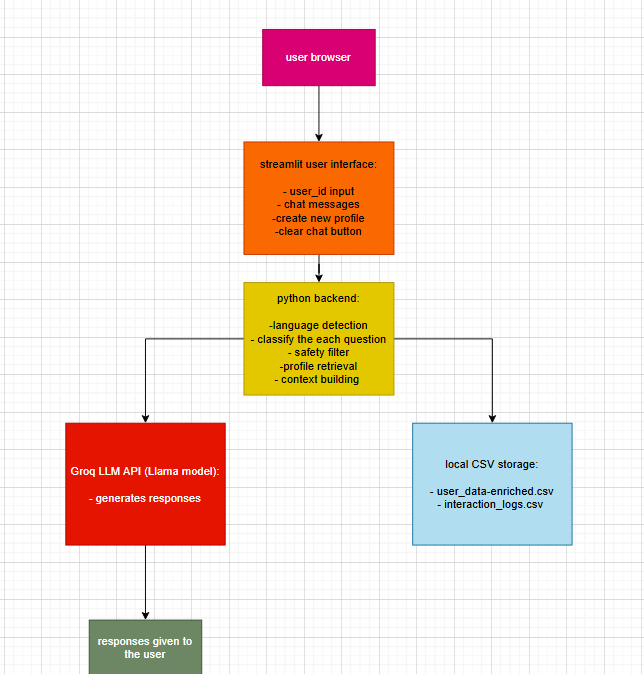 user browser
streamlit user interface:
- user_id input
- chat messages
-create new profile
-clear chat button
python backend:
-language detection
- classify the each question
- safety filter
-profile retrieval
- context building
Groq LLM API (Llama model):
- generates responses
local CSV storage:
- user_data-enriched.csv
- interaction_logs.csv
responses given to
the user